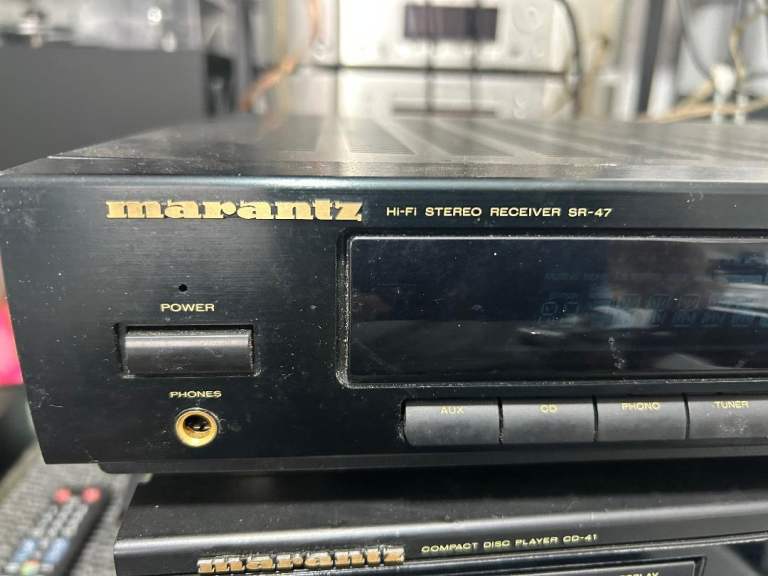 marantz HI-FI STEREO RECEIVER SR-47
POWER
PHONES
AUX CD PHONO TUNER
marantz COMPACT DISC PLAYER CD-41